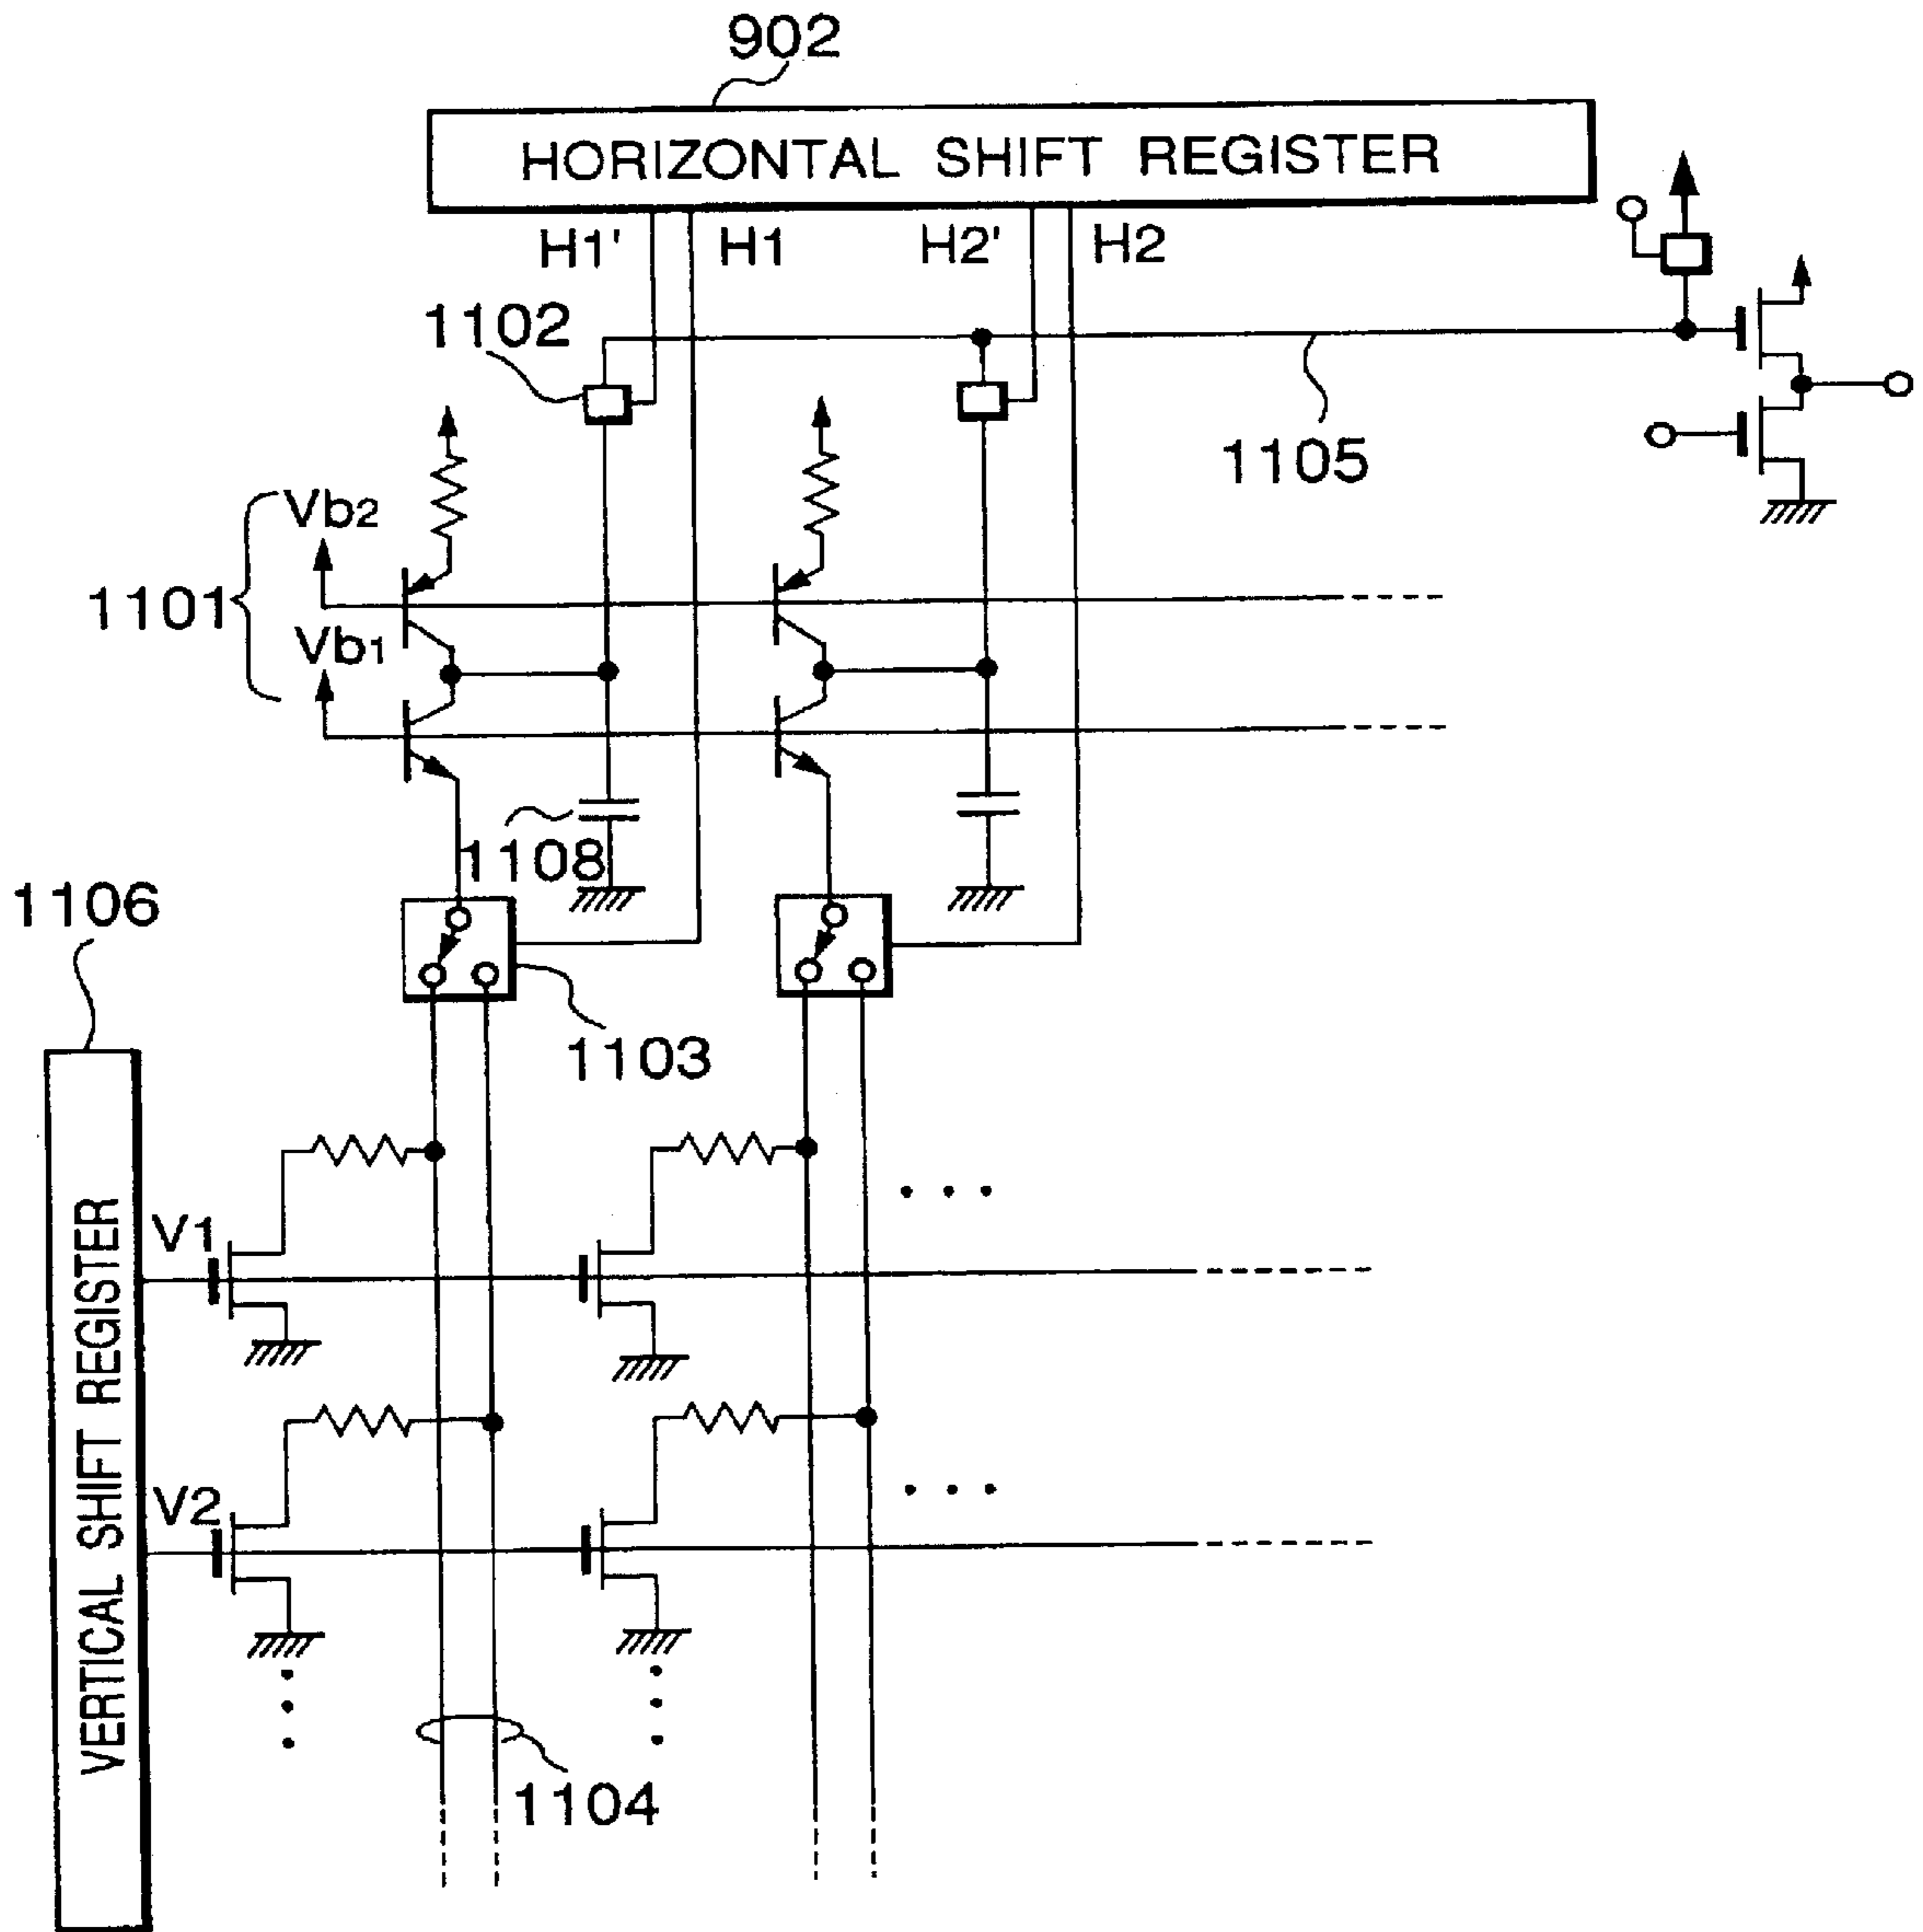 902
HORIZONTAL SHIFT REGISTER
H1' H1 H2' H2
1102
1105
Vb2
1101
Vb1
1108
1106
1103
V1
VERTICAL SHIFT REGISTER
V2
1104